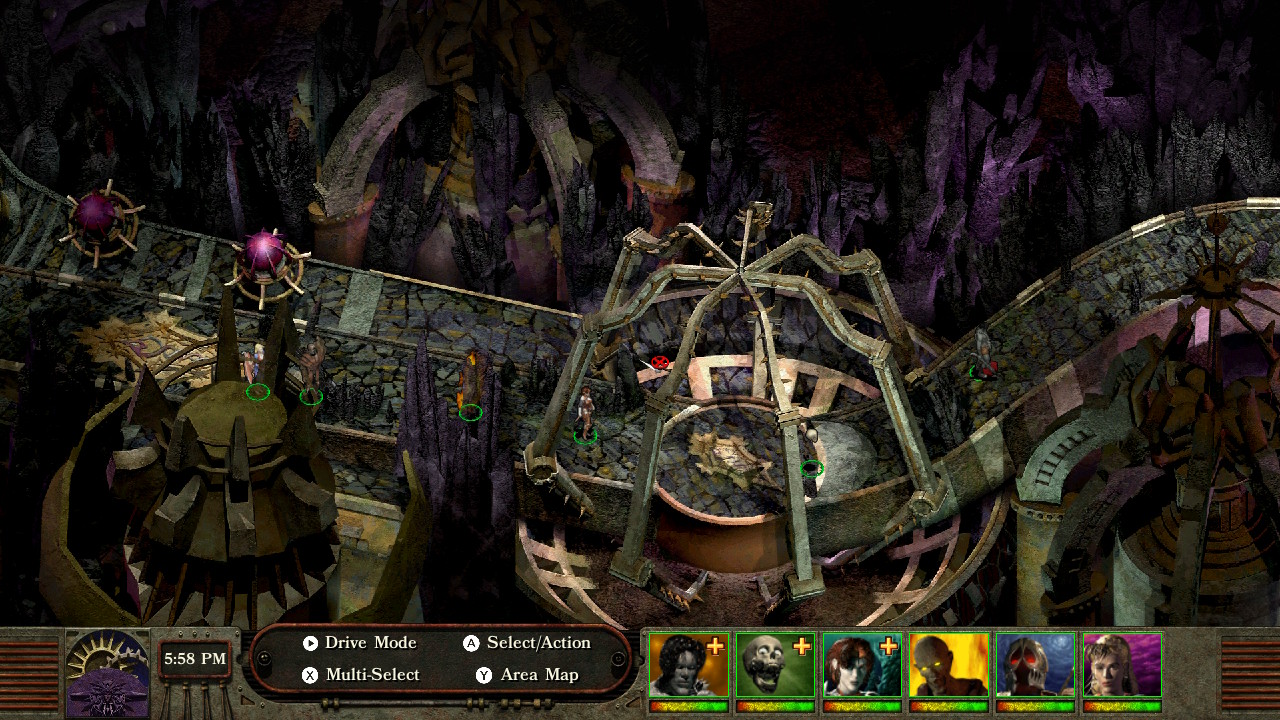 5:58 PM
Drive Mode
A Select/Action
X Multi-Select
Y Area Map